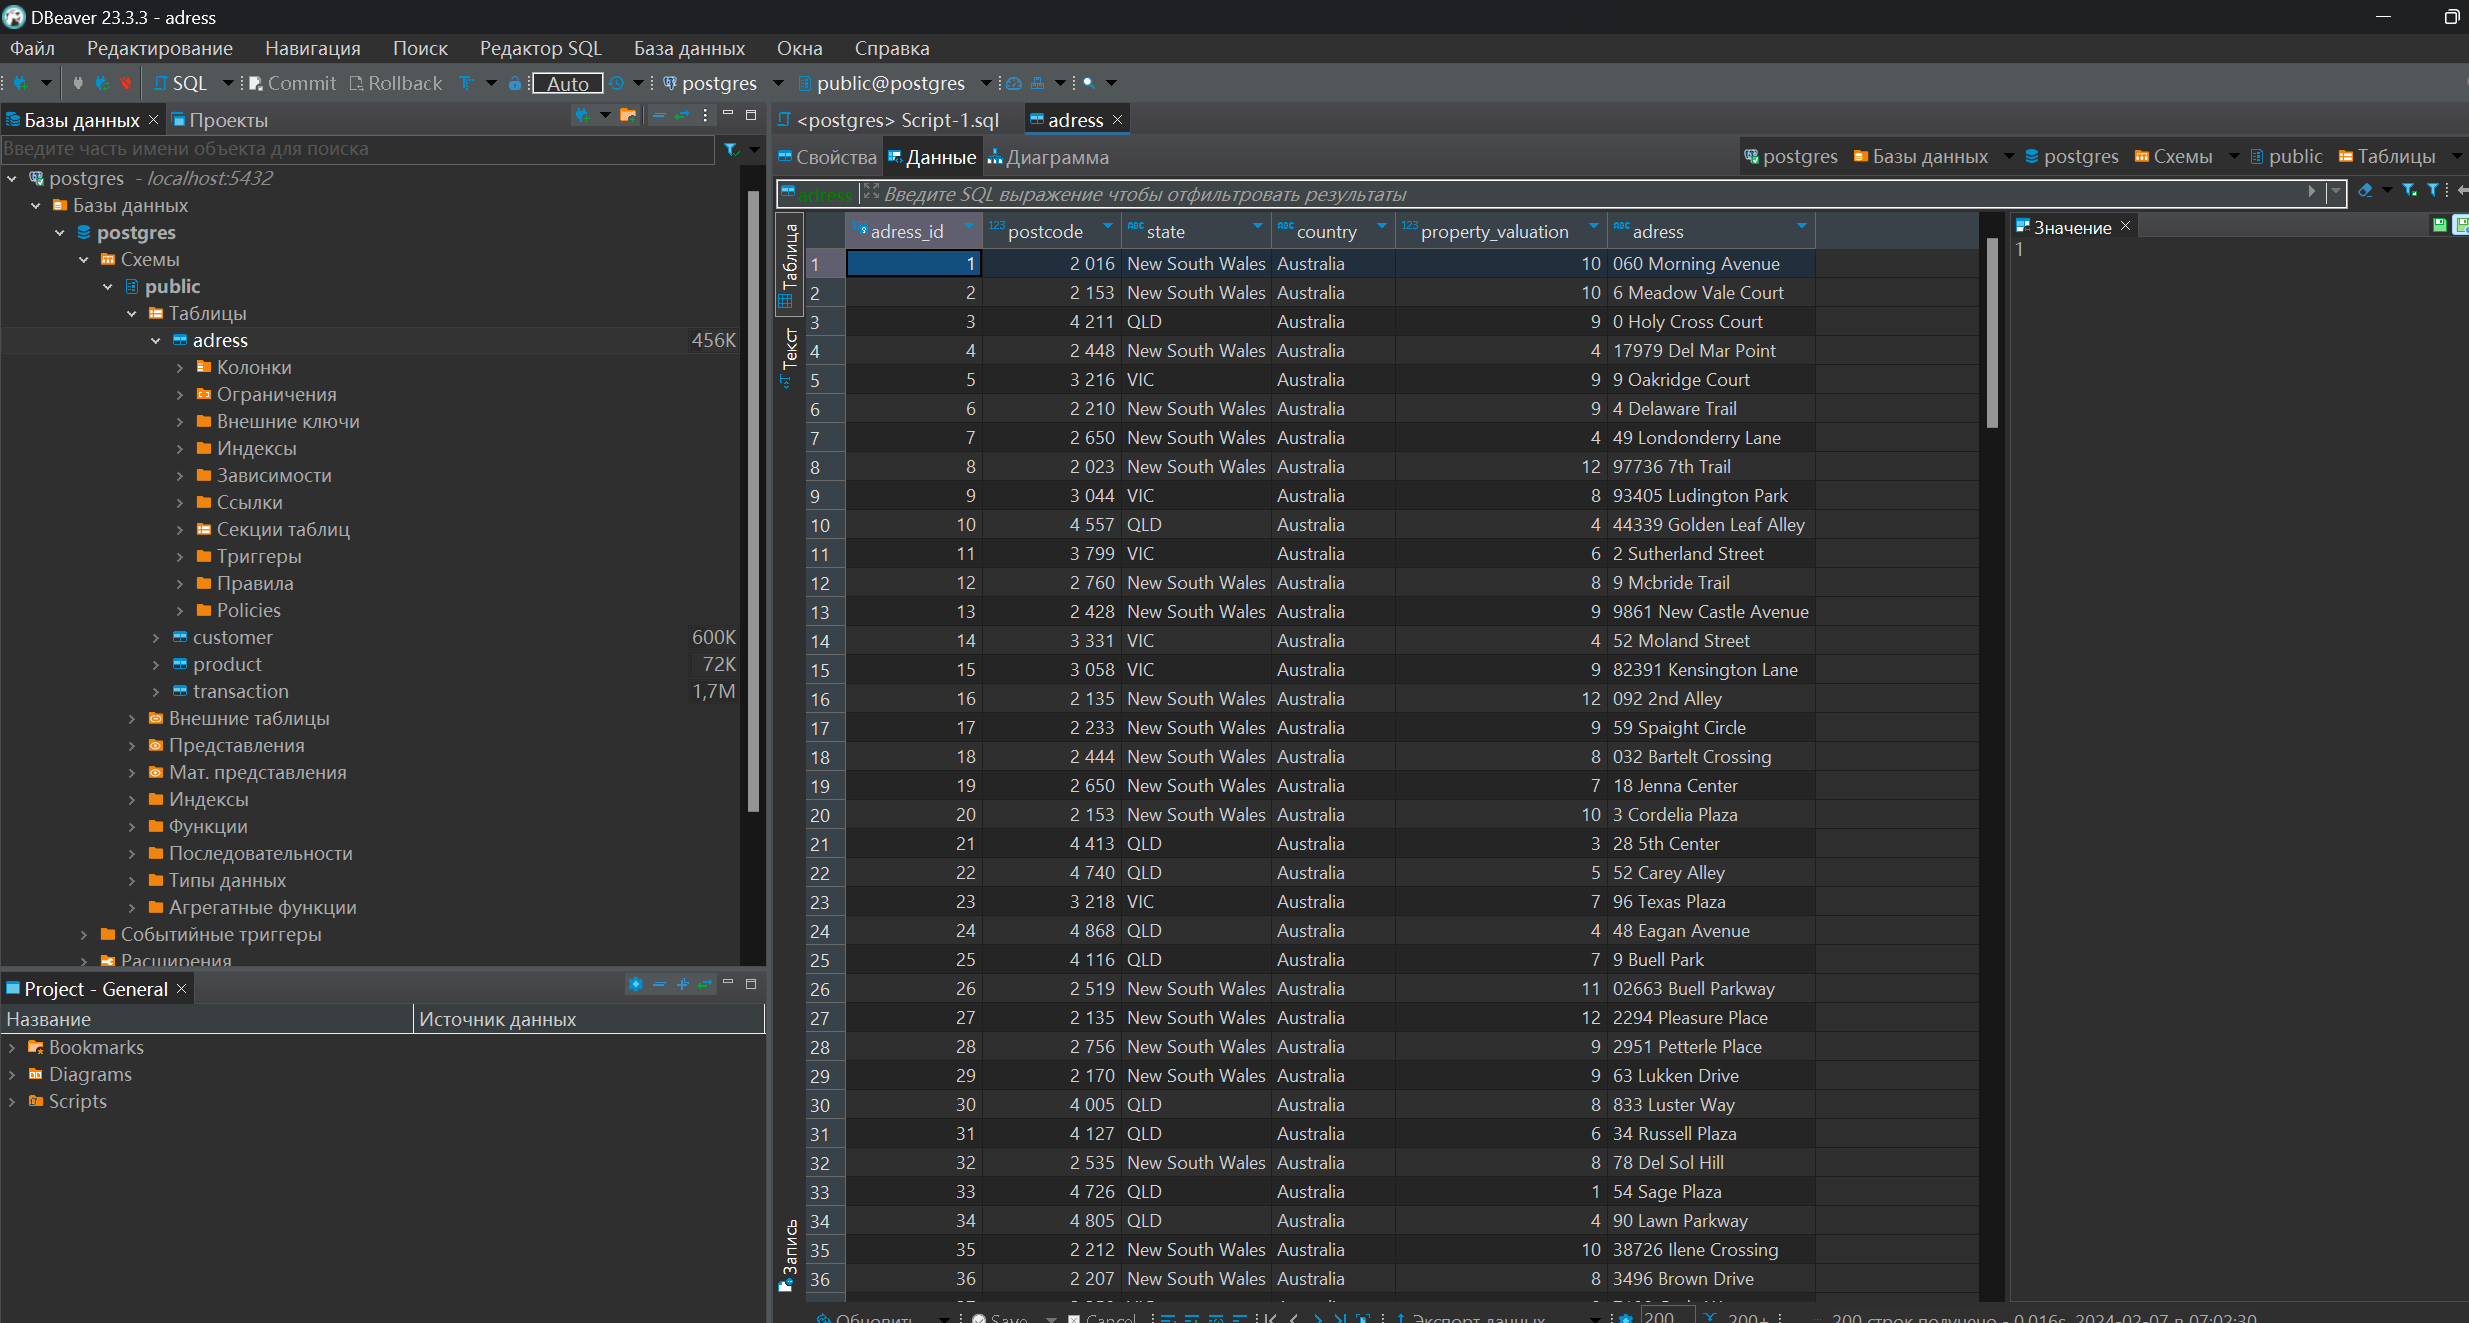 DBeaver 23.3.3 - adress
Файл Редактирование Навигация Поиск Редактор SQL База данных Окна Справка
SQL Commit Rollback Auto postgres public@postgres
Базы данных Проекты
Введите часть имени объекта для поиска
postgres - localhost:5432
Базы данных
postgres
Схемы
public
Таблицы
adress 456K
Колонки
Ограничения
Внешние ключи
Индексы
Зависимости
Ссылки
Секции таблиц
Триггеры
Правила
Policies
customer 600K
product 72K
transaction 1,7M
Внешние таблицы
Представления
Мат. представления
Индексы
Функции
Последовательности
Типы данных
Агрегатные функции
Событийные триггеры
Расширения
Project - General
Название Источник данных
Bookmarks
Diagrams
Scripts
<postgres> Script-1.sql adress
Свойства Данные Диаграмма postgres Базы данных postgres Схемы public Таблицы
adress Введите SQL выражение чтобы отфильтровать результаты
Таблица
Текст
Запись
adress_id postcode state country property_valuation adress
1 1 2 016 New South Wales Australia 10 060 Morning Avenue
2 2 2 153 New South Wales Australia 10 6 Meadow Vale Court
3 3 4 211 QLD Australia 9 0 Holy Cross Court
4 4 2 448 New South Wales Australia 4 17979 Del Mar Point
5 5 3 216 VIC Australia 9 9 Oakridge Court
6 6 2 210 New South Wales Australia 9 4 Delaware Trail
7 7 2 650 New South Wales Australia 4 49 Londonderry Lane
8 8 2 023 New South Wales Australia 12 97736 7th Trail
9 9 3 044 VIC Australia 8 93405 Ludington Park
10 10 4 557 QLD Australia 4 44339 Golden Leaf Alley
11 11 3 799 VIC Australia 6 2 Sutherland Street
12 12 2 760 New South Wales Australia 8 9 Mcbride Trail
13 13 2 428 New South Wales Australia 9 9861 New Castle Avenue
14 14 3 331 VIC Australia 4 52 Moland Street
15 15 3 058 VIC Australia 9 82391 Kensington Lane
16 16 2 135 New South Wales Australia 12 092 2nd Alley
17 17 2 233 New South Wales Australia 9 59 Spaight Circle
18 18 2 444 New South Wales Australia 8 032 Bartelt Crossing
19 19 2 650 New South Wales Australia 7 18 Jenna Center
20 20 2 153 New South Wales Australia 10 3 Cordelia Plaza
21 21 4 413 QLD Australia 3 28 5th Center
22 22 4 740 QLD Australia 5 52 Carey Alley
23 23 3 218 VIC Australia 7 96 Texas Plaza
24 24 4 868 QLD Australia 4 48 Eagan Avenue
25 25 4 116 QLD Australia 7 9 Buell Park
26 26 2 519 New South Wales Australia 11 02663 Buell Parkway
27 27 2 135 New South Wales Australia 12 2294 Pleasure Place
28 28 2 756 New South Wales Australia 9 2951 Petterle Place
29 29 2 170 New South Wales Australia 9 63 Lukken Drive
30 30 4 005 QLD Australia 8 833 Luster Way
31 31 4 127 QLD Australia 6 34 Russell Plaza
32 32 2 535 New South Wales Australia 8 78 Del Sol Hill
33 33 4 726 QLD Australia 1 54 Sage Plaza
34 34 4 805 QLD Australia 4 90 Lawn Parkway
35 35 2 212 New South Wales Australia 10 38726 Ilene Crossing
36 36 2 207 New South Wales Australia 8 3496 Brown Drive
Обновить Save Cancel Экспорт данных 200 200+ 200 строк получено - 0.016s, 2024-02-07 в 07:02:30
Значение
1